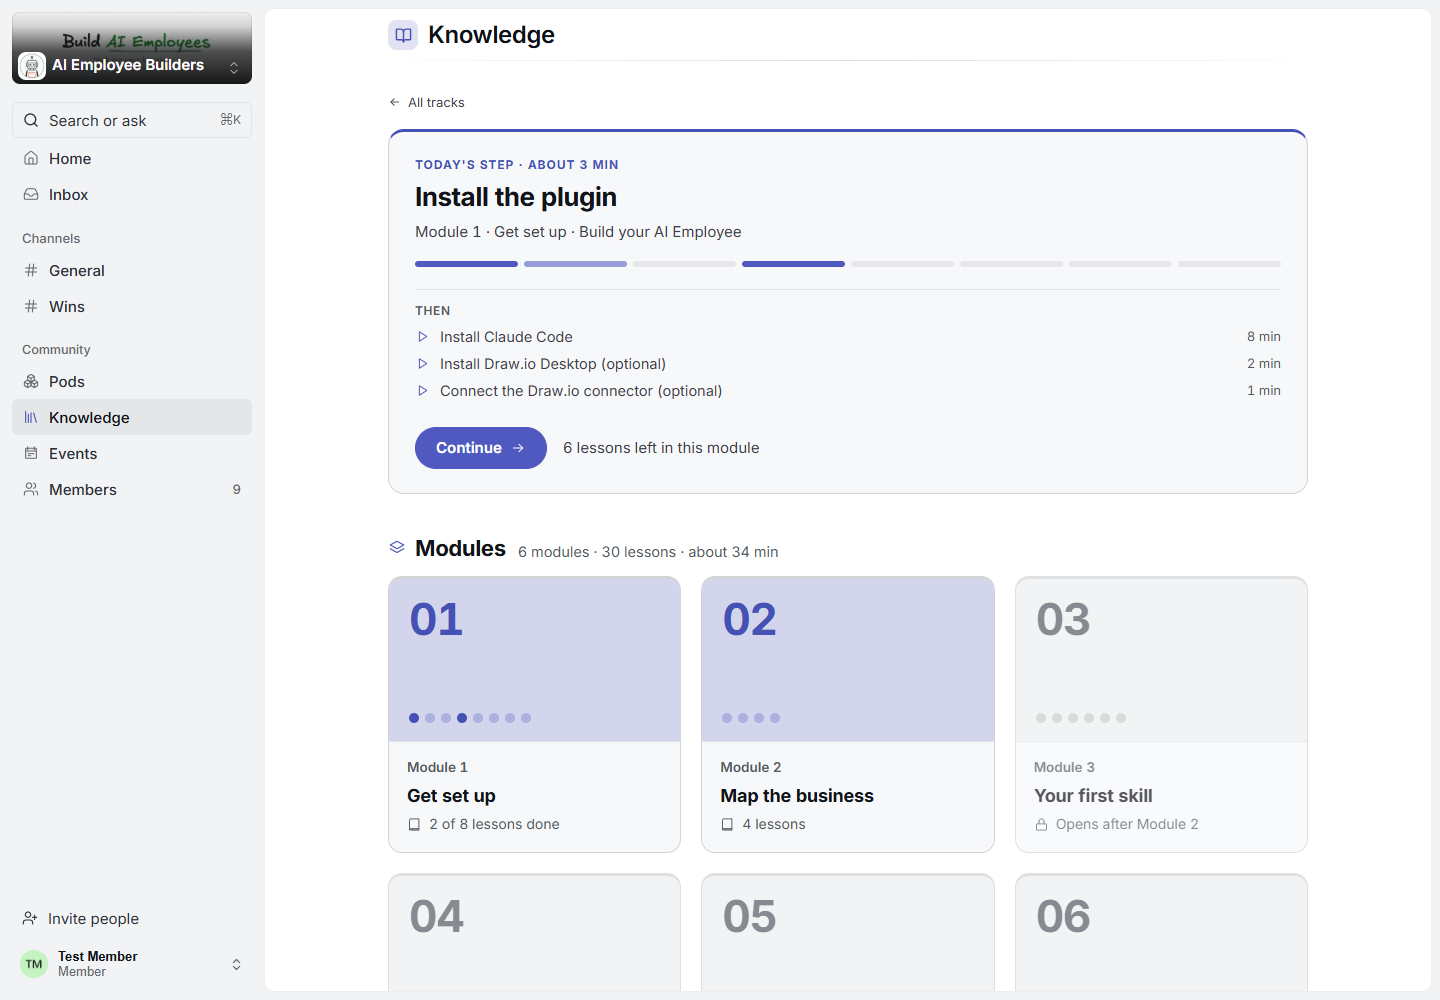 Build AI Employees
AI Employee Builders
Search or ask
⌘K
Home
Inbox
Channels
General
Wins
Community
Pods
Knowledge
Events
Members
9
Invite people
TM
Test Member
Member
Knowledge
All tracks
TODAY'S STEP · ABOUT 3 MIN
Install the plugin
Module 1 · Get set up · Build your AI Employee
THEN
Install Claude Code
8 min
Install Draw.io Desktop (optional)
2 min
Connect the Draw.io connector (optional)
1 min
Continue
6 lessons left in this module
Modules
6 modules · 30 lessons · about 34 min
01
Module 1
Get set up
2 of 8 lessons done
02
Module 2
Map the business
4 lessons
03
Module 3
Your first skill
Opens after Module 2
04
05
06